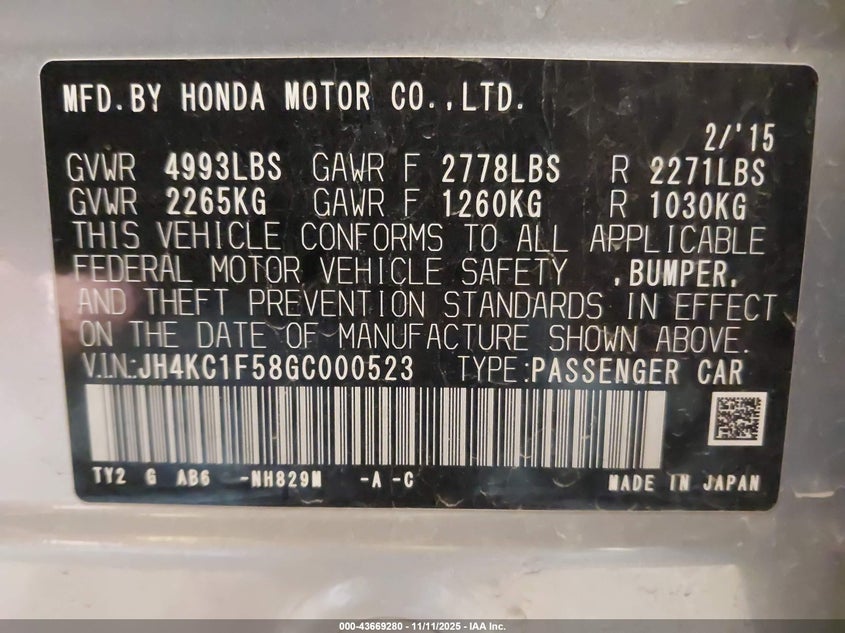 MFD.BY HONDA MOTOR CO.,LTD.
2/'15
GVWR 4993LBS GAWR F 2778LBS R 2271LBS
GVWR 2265KG GAWR F 1260KG R 1030KG
THIS VEHICLE CONFORMS TO ALL APPLICABLE
FEDERAL MOTOR VEHICLE SAFETY ,BUMPER,
AND THEFT PREVENTION STANDARDS IN EFFECT
ON THE DATE OF MANUFACTURE SHOWN ABOVE.
V.I.N.:JH4KC1F58GC000523 TYPE:PASSENGER CAR
TY2 G AB6 -NH829M -A -C MADE IN JAPAN
000-43669280 - 11/11/2025 - IAA Inc.